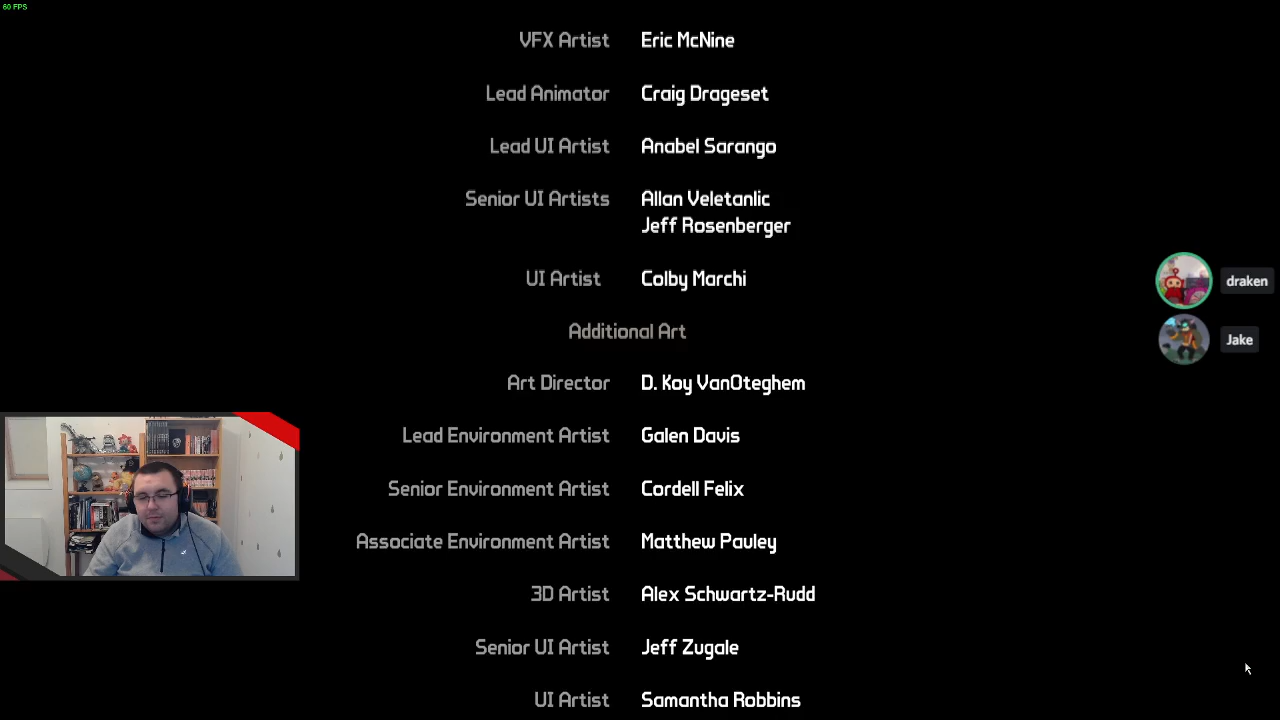 60 FPS
VFX Artist Eric McNine
Lead Animator Craig Drageset
Lead UI Artist Anabel Sarango
Senior UI Artists Allan Veletanlic
Jeff Rosenberger
UI Artist Colby Marchi
Additional Art
Art Director D. Koy VanOteghem
Lead Environment Artist Galen Davis
Senior Environment Artist Cordell Felix
Associate Environment Artist Matthew Pauley
3D Artist Alex Schwartz-Rudd
Senior UI Artist Jeff Zugale
UI Artist Samantha Robbins
draken
Jake